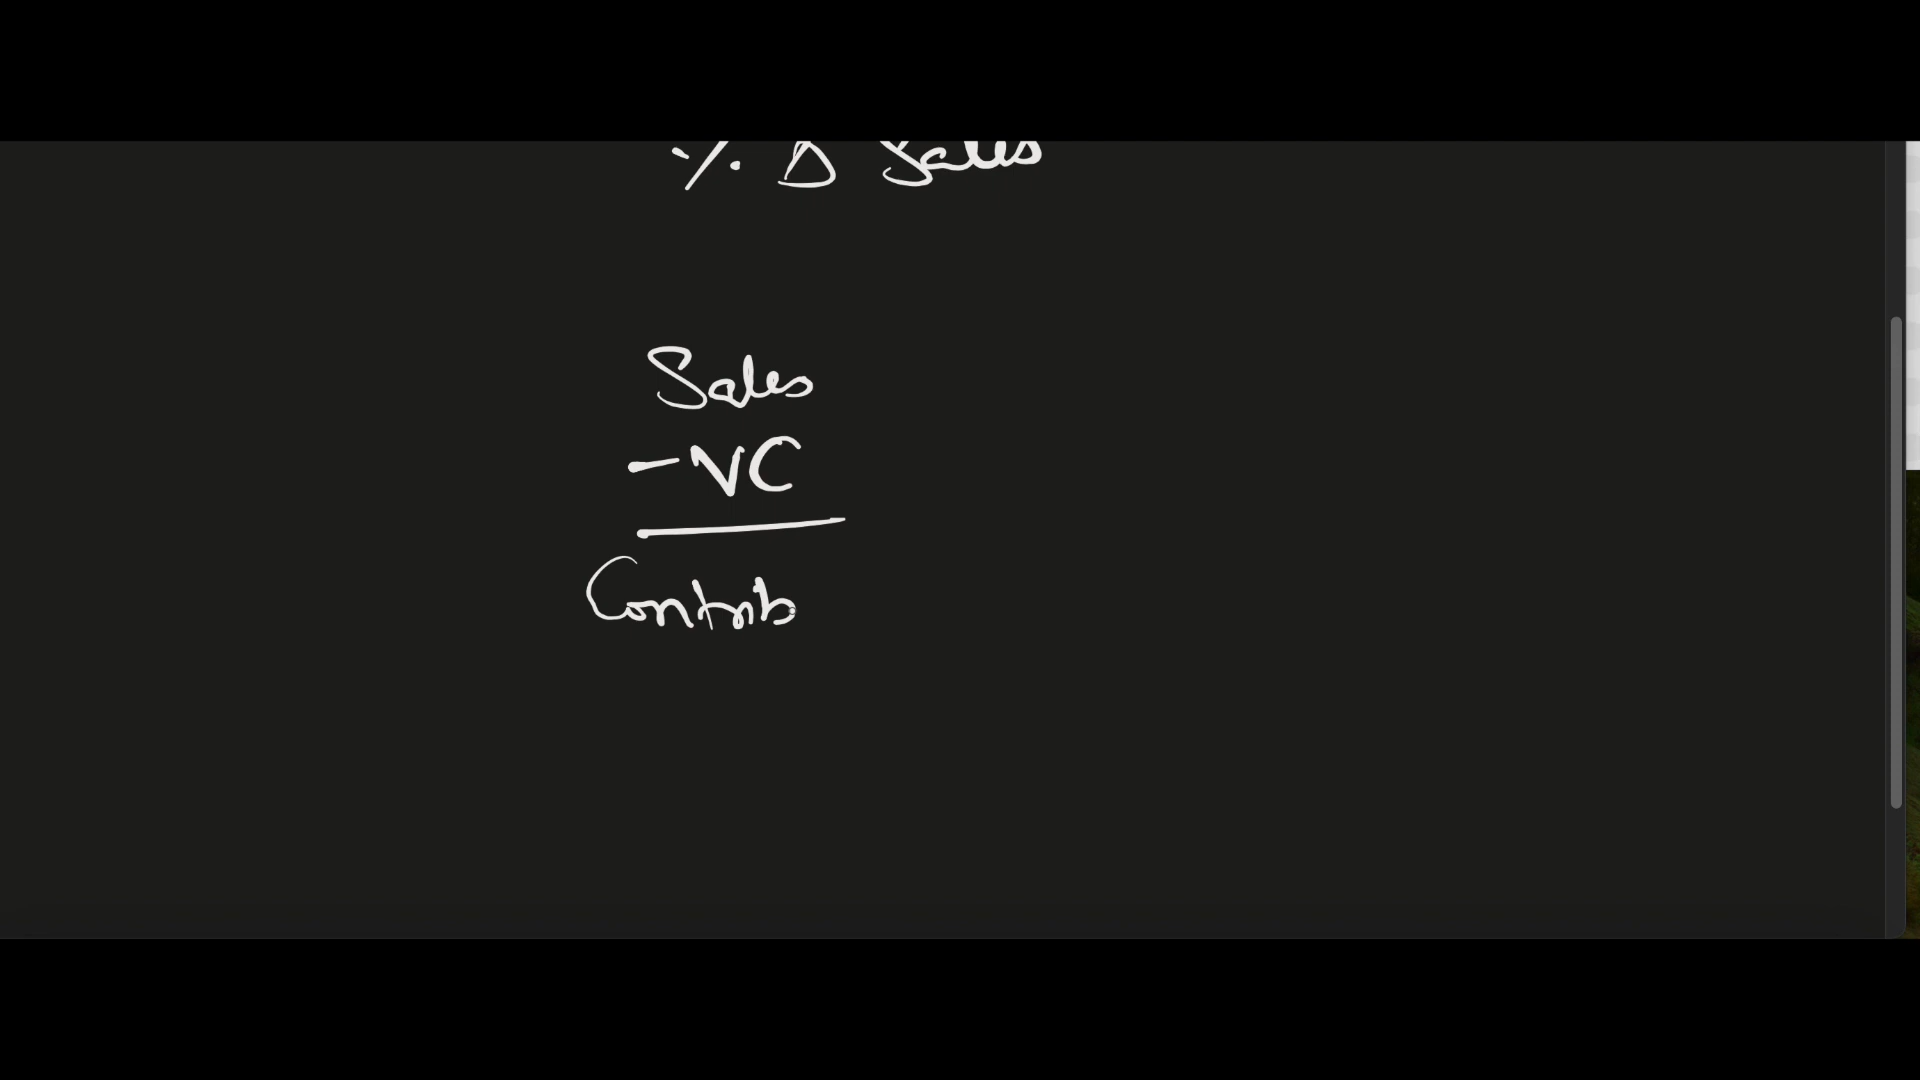 % Δ Sales
Sales
- VC
Contrib